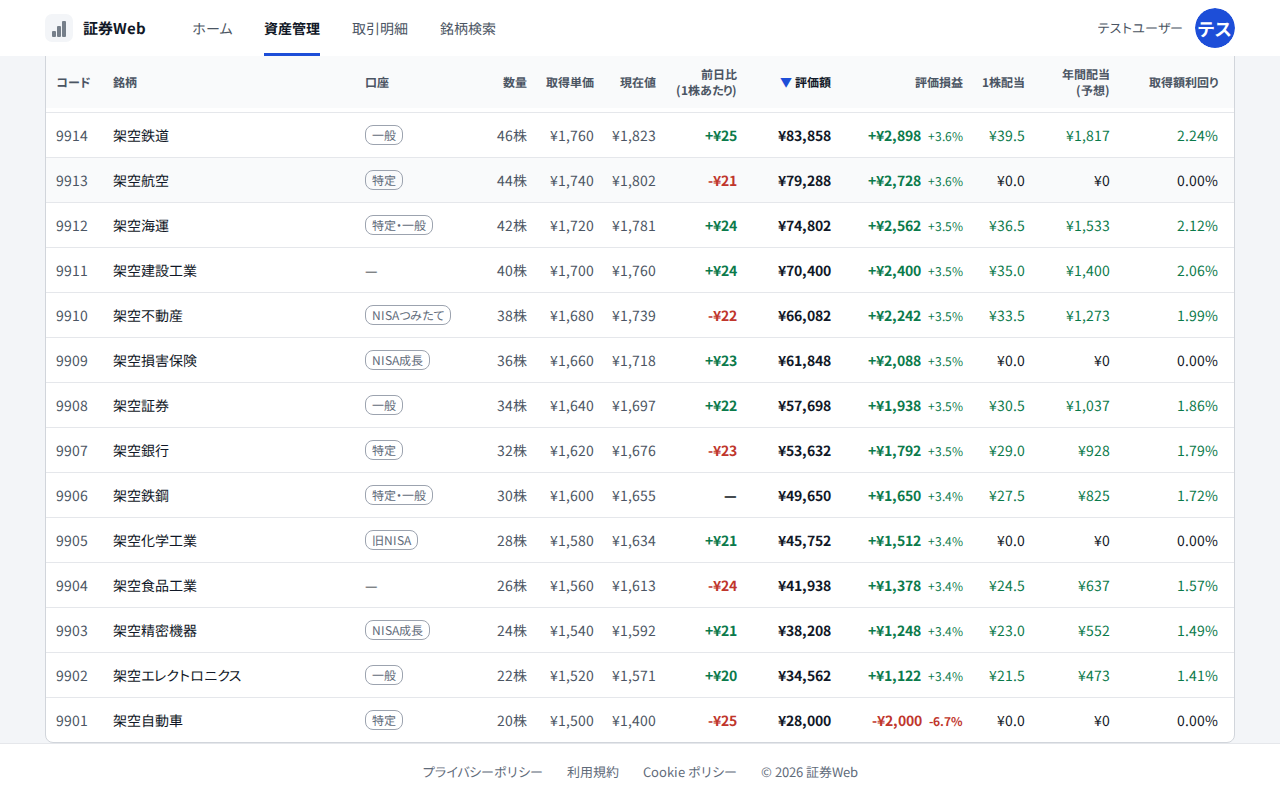 証券Web ホーム 資産管理 取引明細 銘柄検索 テストユーザー テス
コード 銘柄 口座 数量 取得単価 現在値 前日比 (1株あたり) ▼評価額 評価損益 1株配当 年間配当 (予想) 取得額利回り
9914 架空鉄道 一般 46株 ¥1,760 ¥1,823 +¥25 ¥83,858 +¥2,898 +3.6% ¥39.5 ¥1,817 2.24%
9913 架空航空 特定 44株 ¥1,740 ¥1,802 -¥21 ¥79,288 +¥2,728 +3.6% ¥0.0 ¥0 0.00%
9912 架空海運 特定・一般 42株 ¥1,720 ¥1,781 +¥24 ¥74,802 +¥2,562 +3.5% ¥36.5 ¥1,533 2.12%
9911 架空建設工業 — 40株 ¥1,700 ¥1,760 +¥24 ¥70,400 +¥2,400 +3.5% ¥35.0 ¥1,400 2.06%
9910 架空不動産 NISAつみたて 38株 ¥1,680 ¥1,739 -¥22 ¥66,082 +¥2,242 +3.5% ¥33.5 ¥1,273 1.99%
9909 架空損害保険 NISA成長 36株 ¥1,660 ¥1,718 +¥23 ¥61,848 +¥2,088 +3.5% ¥0.0 ¥0 0.00%
9908 架空証券 一般 34株 ¥1,640 ¥1,697 +¥22 ¥57,698 +¥1,938 +3.5% ¥30.5 ¥1,037 1.86%
9907 架空銀行 特定 32株 ¥1,620 ¥1,676 -¥23 ¥53,632 +¥1,792 +3.5% ¥29.0 ¥928 1.79%
9906 架空鉄鋼 特定・一般 30株 ¥1,600 ¥1,655 — ¥49,650 +¥1,650 +3.4% ¥27.5 ¥825 1.72%
9905 架空化学工業 旧NISA 28株 ¥1,580 ¥1,634 +¥21 ¥45,752 +¥1,512 +3.4% ¥0.0 ¥0 0.00%
9904 架空食品工業 — 26株 ¥1,560 ¥1,613 -¥24 ¥41,938 +¥1,378 +3.4% ¥24.5 ¥637 1.57%
9903 架空精密機器 NISA成長 24株 ¥1,540 ¥1,592 +¥21 ¥38,208 +¥1,248 +3.4% ¥23.0 ¥552 1.49%
9902 架空エレクトロニクス 一般 22株 ¥1,520 ¥1,571 +¥20 ¥34,562 +¥1,122 +3.4% ¥21.5 ¥473 1.41%
9901 架空自動車 特定 20株 ¥1,500 ¥1,400 -¥25 ¥28,000 -¥2,000 -6.7% ¥0.0 ¥0 0.00%
プライバシーポリシー 利用規約 Cookie ポリシー © 2026 証券Web